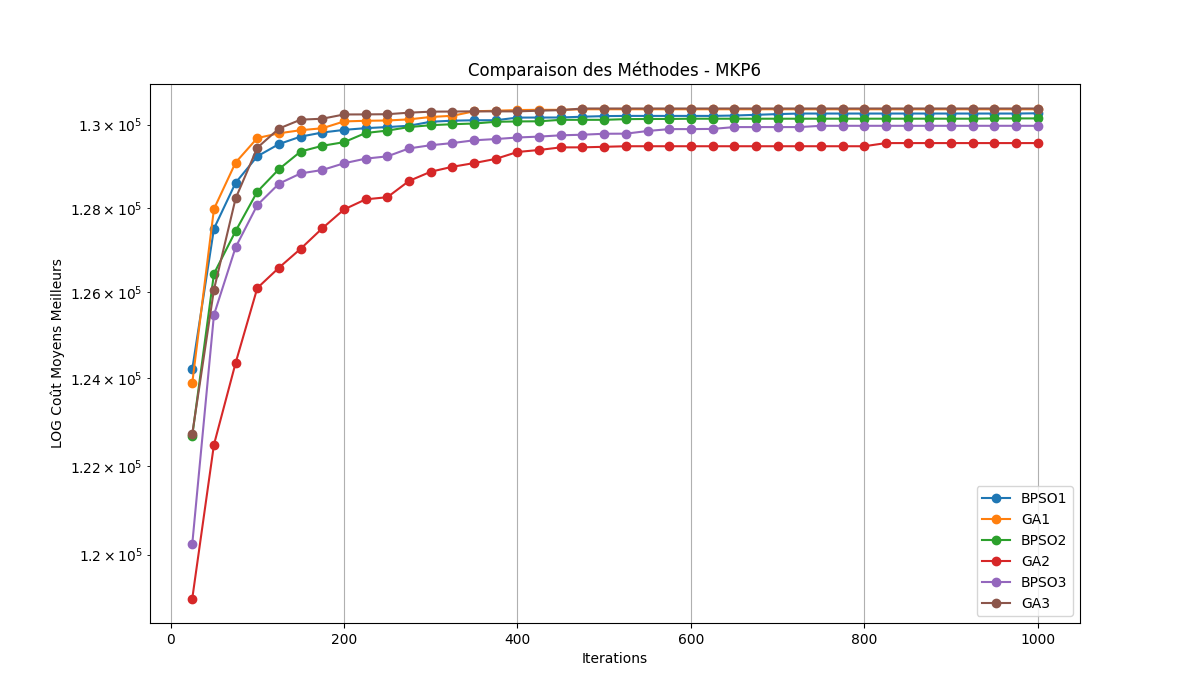 Comparaison des Méthodes - MKP6
LOG Coût Moyens Meilleurs
1.3 × 10⁵
1.28 × 10⁵
1.26 × 10⁵
1.24 × 10⁵
1.22 × 10⁵
1.2 × 10⁵
0 200 400 600 800 1000
Iterations
BPSO1
GA1
BPSO2
GA2
BPSO3
GA3